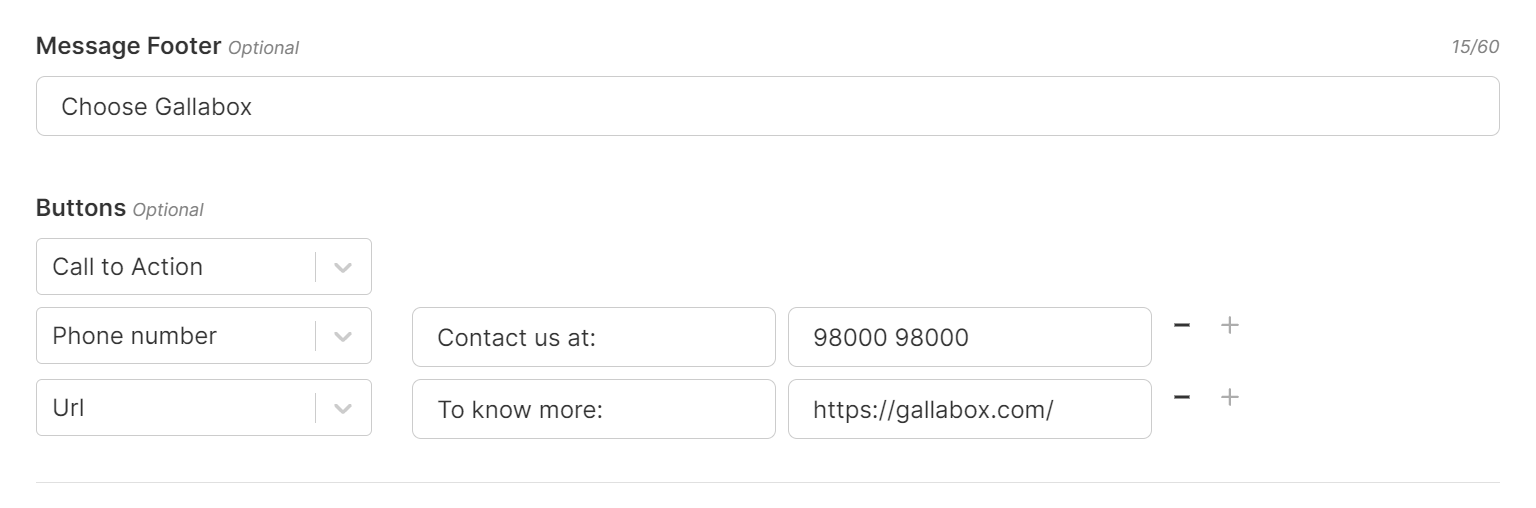 Message Footer Optional 15/60
Choose Gallabox
Buttons Optional
Call to Action
Phone number Contact us at: 98000 98000
Url To know more: https://gallabox.com/